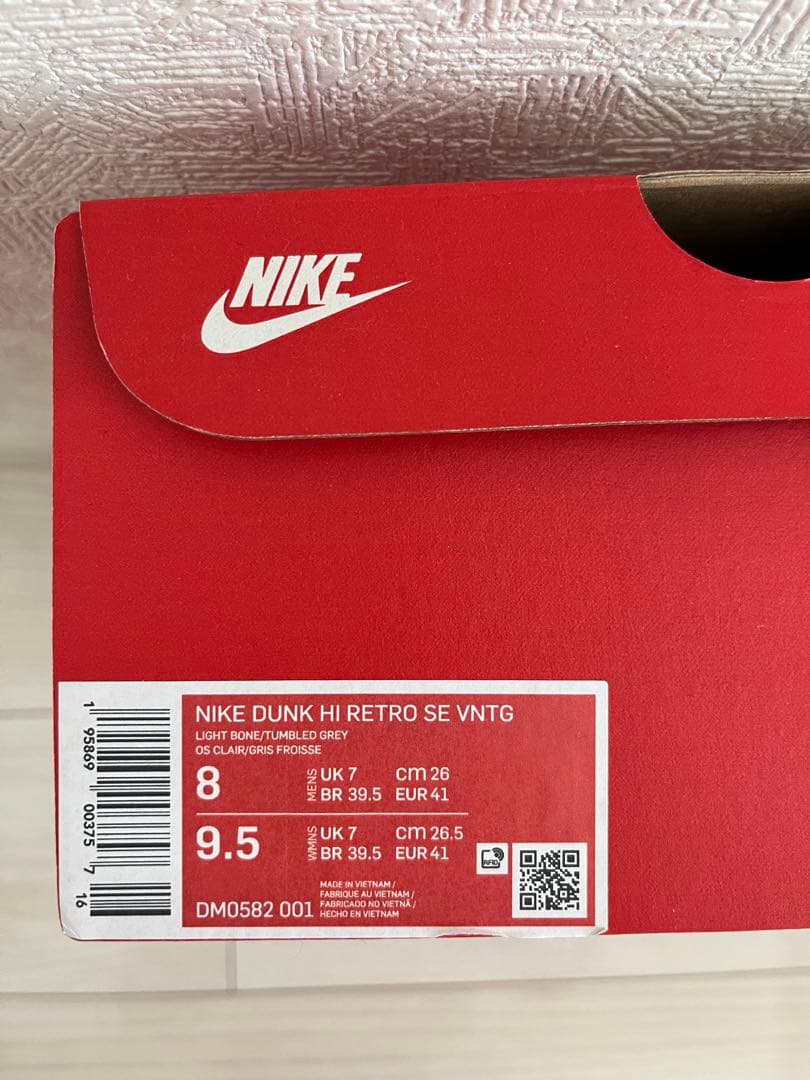 NIKE
NIKE DUNK HI RETRO SE VNTG
LIGHT BONE/TUMBLED GREY
OS CLAIR/GRIS FROISSE
8
MENS
UK 7 cm 26
BR 39.5 EUR 41
9.5
WMNS
UK 7 cm 26.5
BR 39.5 EUR 41
RFID
DM0582 001
MADE IN VIETNAM /
FABRIQUE AU VIETNAM /
FABRICADO NO VIETNÃ /
HECHO EN VIETNAM
1 95869 00375 7 16